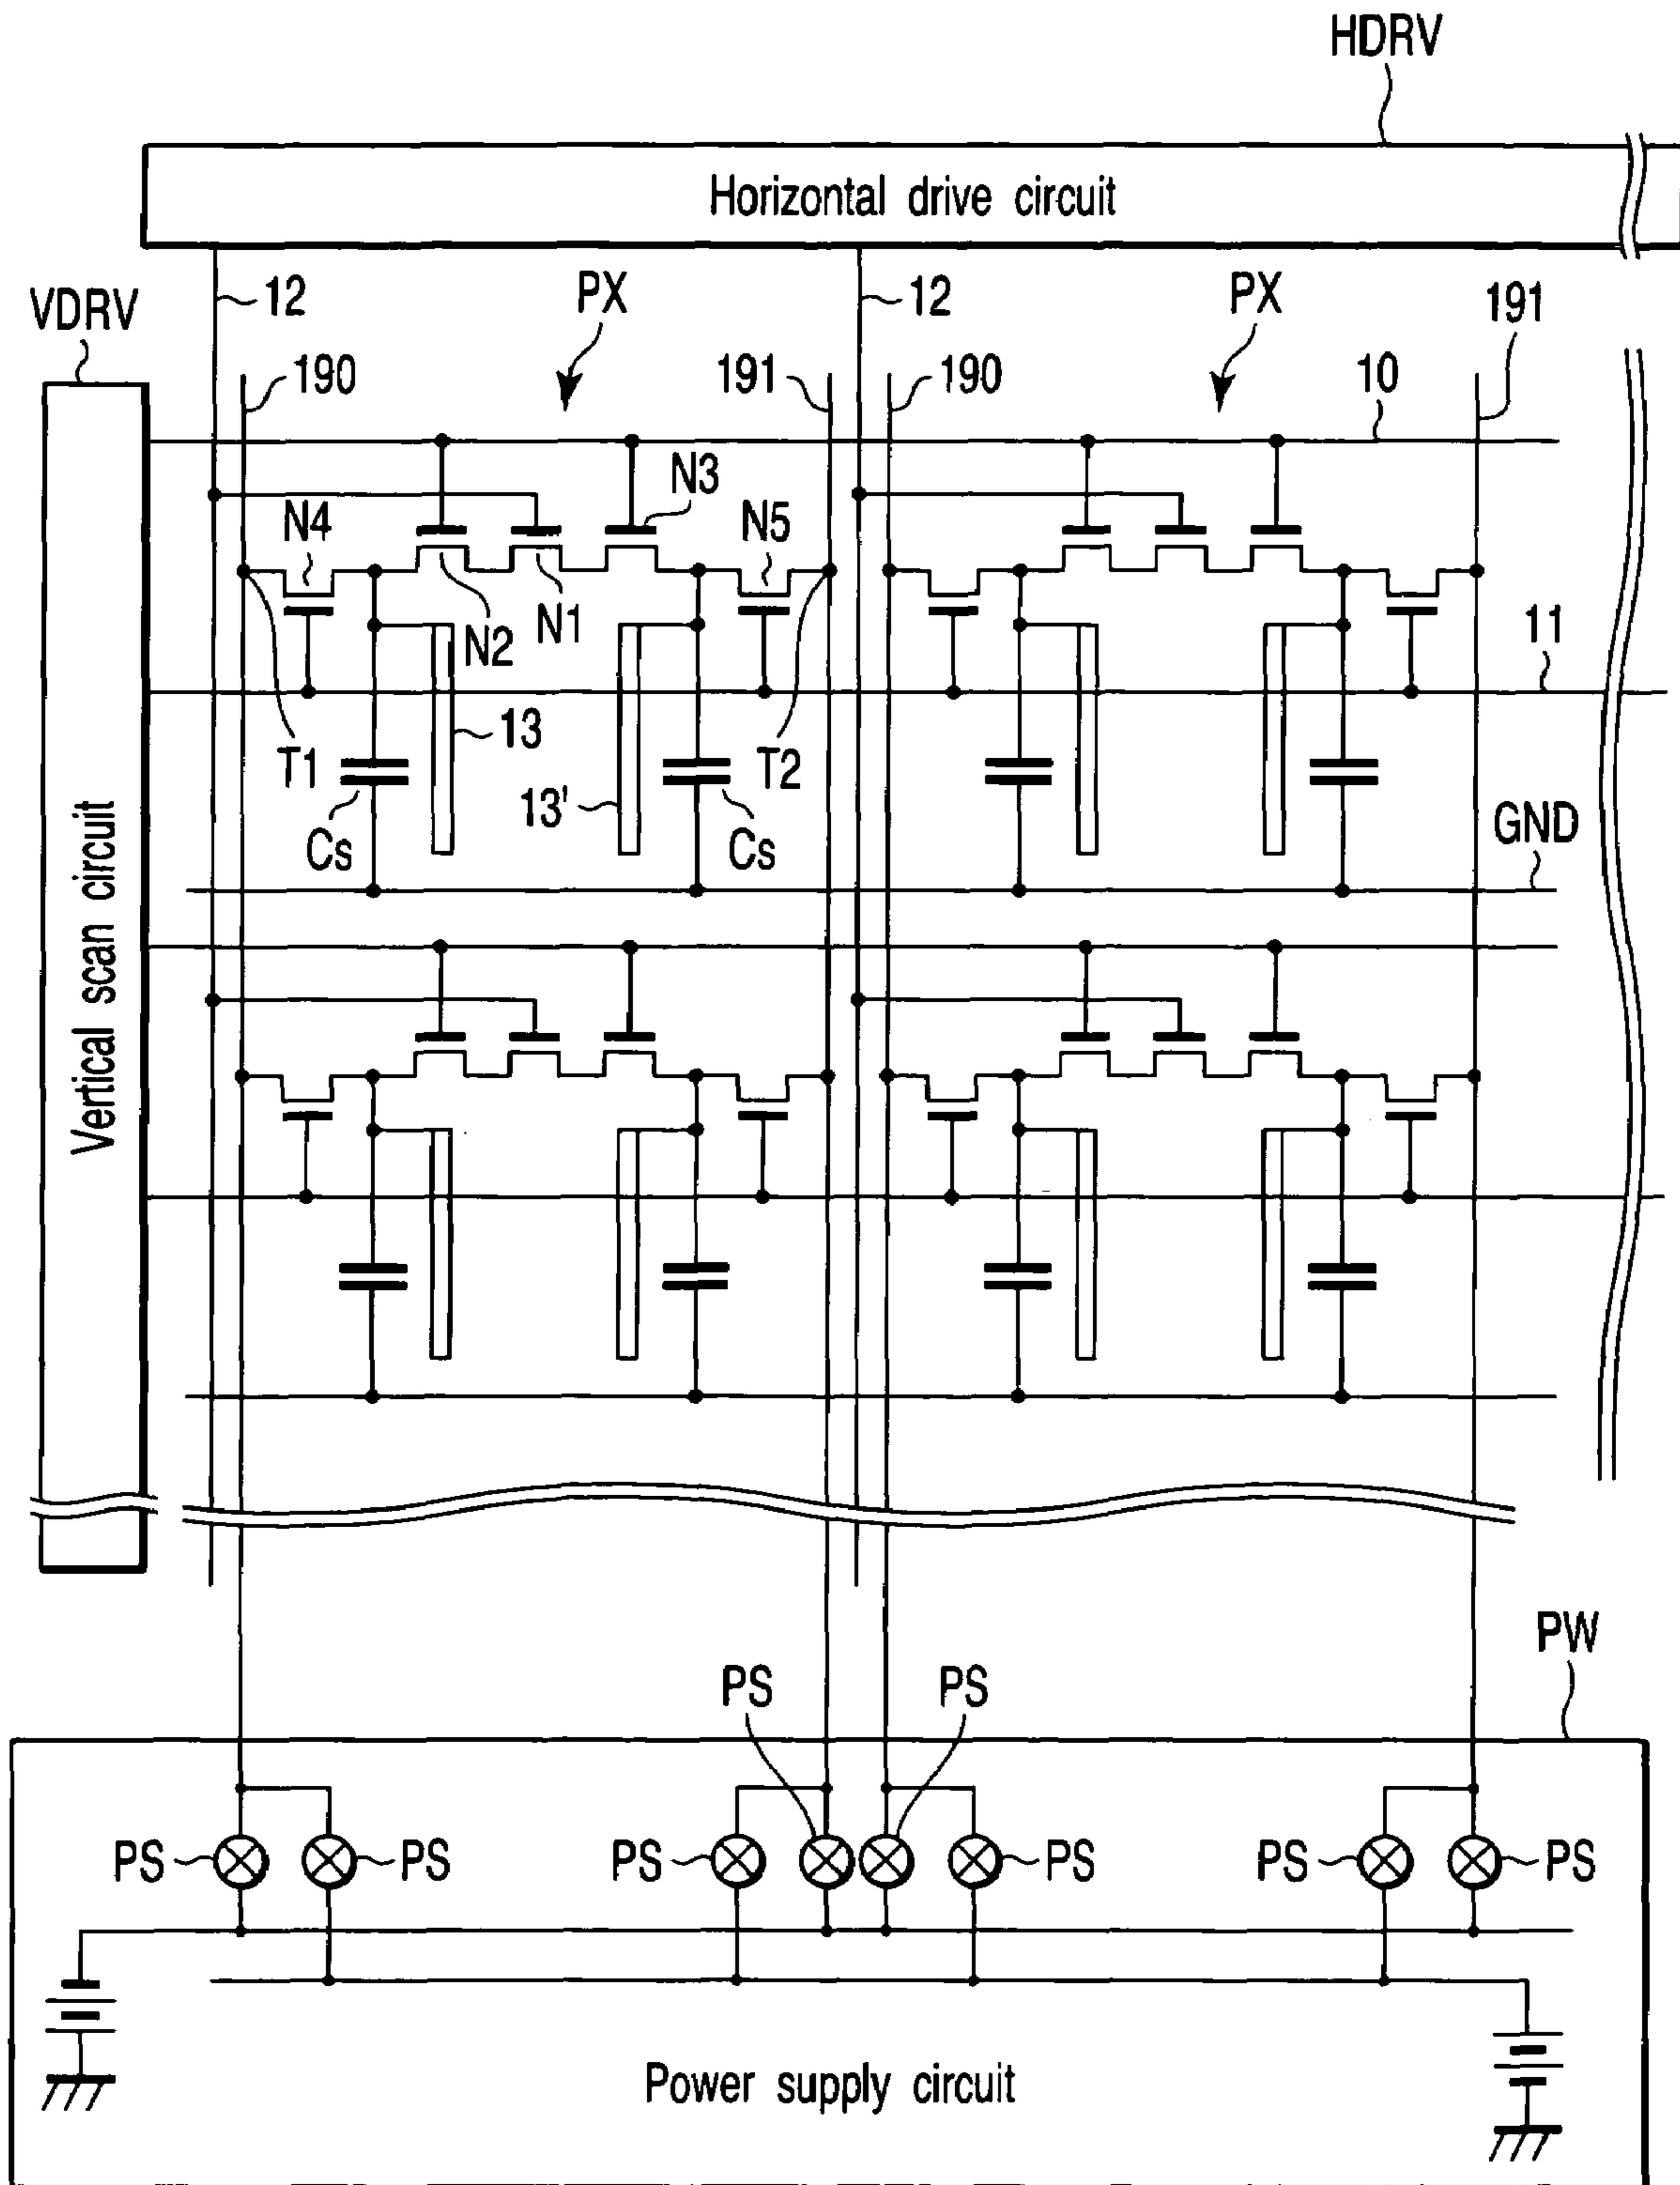 HDRV
Horizontal drive circuit
VDRV
12
PX
12
PX
191
190
191
190
10
N4
N3
N5
N2
N1
11
T1
13
T2
Cs
13'
Cs
GND
Vertical scan circuit
PW
PS
PS
PS
PS
PS
PS
PS
PS
Power supply circuit